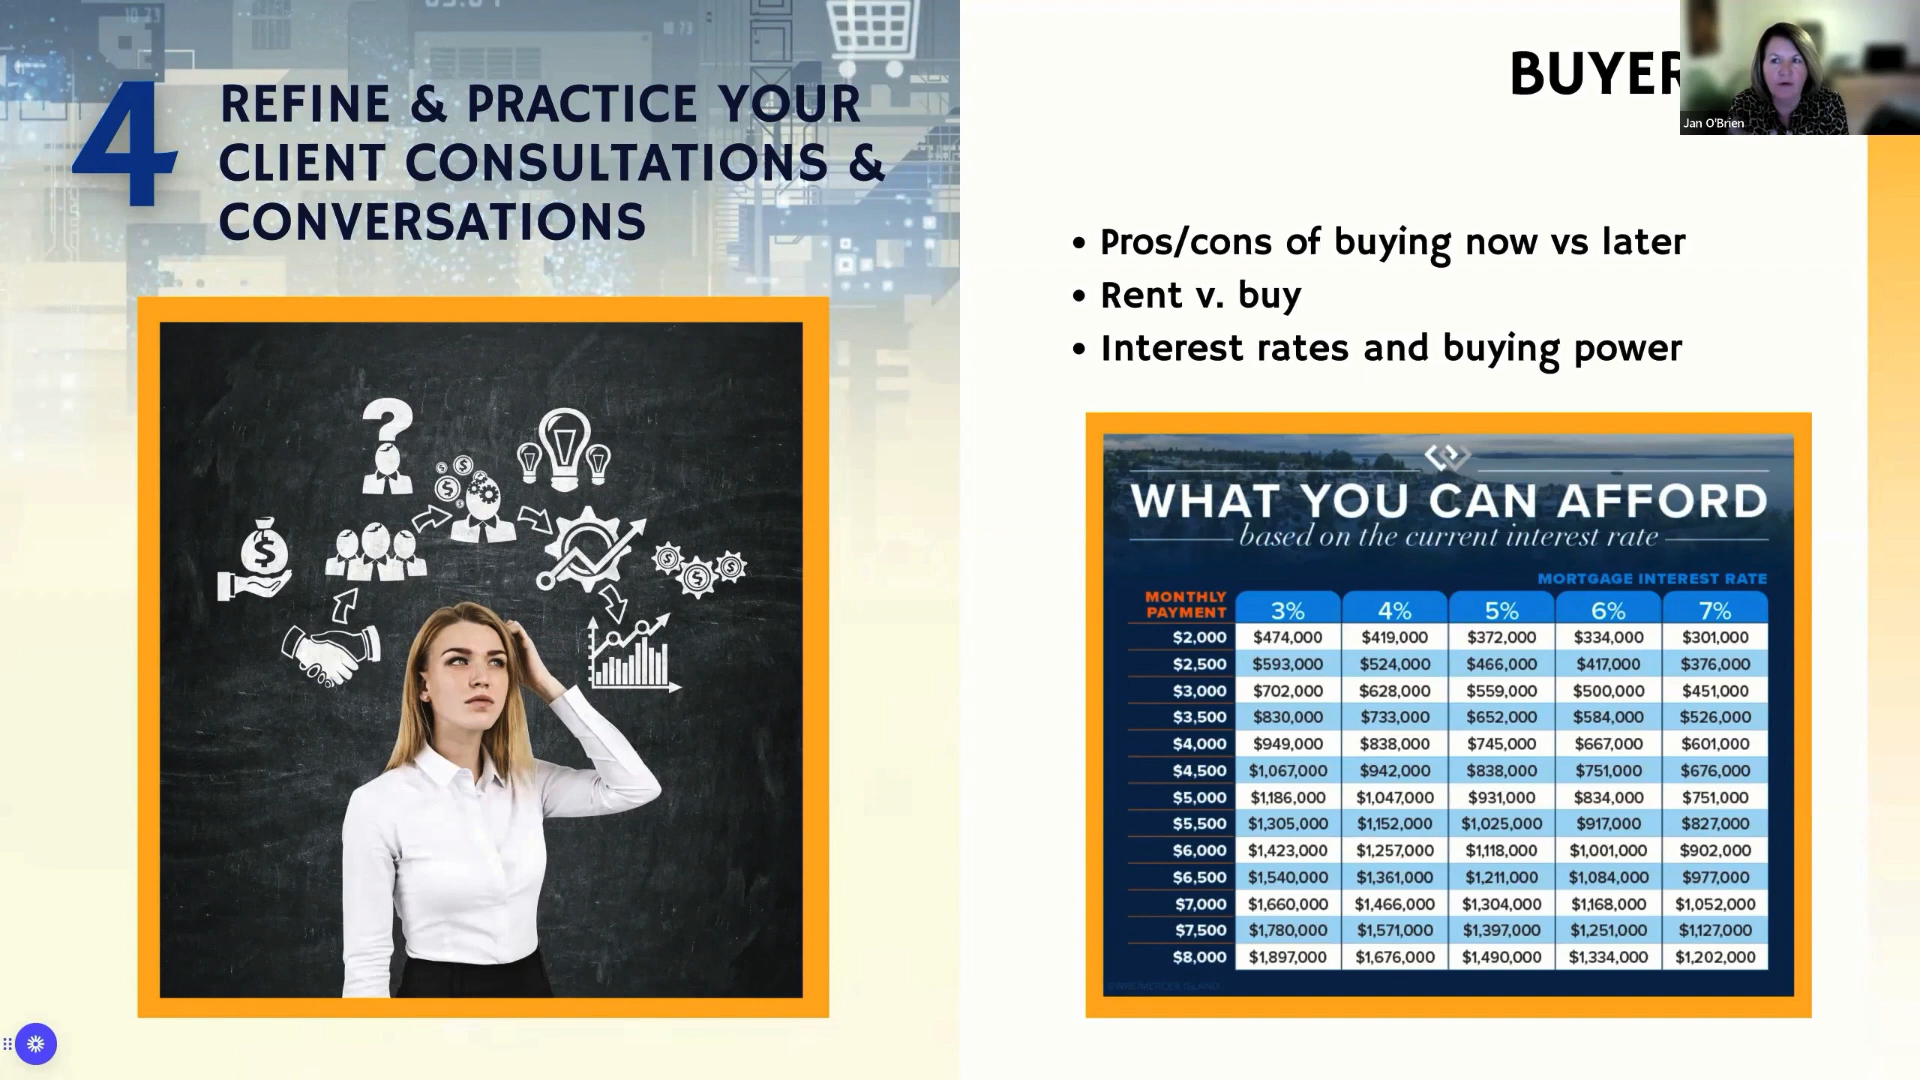 4
REFINE & PRACTICE YOUR
CLIENT CONSULTATIONS &
CONVERSATIONS
BUYER
Jan O'Brien
• Pros/cons of buying now vs later
• Rent v. buy
• Interest rates and buying power
WHAT YOU CAN AFFORD
based on the current interest rate
MORTGAGE INTEREST RATE
MONTHLY
PAYMENT 3% 4% 5% 6% 7%
$2,000 $474,000 $419,000 $372,000 $334,000 $301,000
$2,500 $593,000 $524,000 $466,000 $417,000 $376,000
$3,000 $702,000 $628,000 $559,000 $500,000 $451,000
$3,500 $830,000 $733,000 $652,000 $584,000 $526,000
$4,000 $949,000 $838,000 $745,000 $667,000 $601,000
$4,500 $1,067,000 $942,000 $838,000 $751,000 $676,000
$5,000 $1,186,000 $1,047,000 $931,000 $834,000 $751,000
$5,500 $1,305,000 $1,152,000 $1,025,000 $917,000 $827,000
$6,000 $1,423,000 $1,257,000 $1,118,000 $1,001,000 $902,000
$6,500 $1,540,000 $1,361,000 $1,211,000 $1,084,000 $977,000
$7,000 $1,660,000 $1,466,000 $1,304,000 $1,168,000 $1,052,000
$7,500 $1,780,000 $1,571,000 $1,397,000 $1,251,000 $1,127,000
$8,000 $1,897,000 $1,676,000 $1,490,000 $1,334,000 $1,202,000